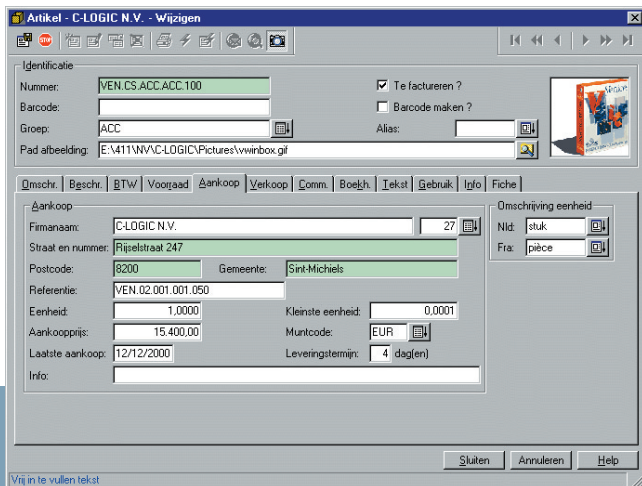 Artikel - C-LOGIC N.V. - Wijzigen
STOP
Identificatie
Nummer: VEN.CS.ACC.ACC.100 Te factureren ?
Barcode: Barcode maken ?
Groep: ACC Alias:
Pad afbeelding: E:\411\NV\C-LOGIC\Pictures\vwinbox.gif
Omschr. Beschr. BTW Voorraad Aankoop Verkoop Comm. Boekh. Tekst Gebruik Info Fiche
Aankoop Omschrijving eenheid
Firmanaam: C-LOGIC N.V. 27 Nld: stuk
Straat en nummer: Rijselstraat 247 Fra: pièce
Postcode: 8200 Gemeente: Sint-Michiels
Referentie: VEN.02.001.001.050
Eenheid: 1,0000 Kleinste eenheid: 0,0001
Aankoopprijs: 15.400,00 Muntcode: EUR
Laatste aankoop: 12/12/2000 Leveringstermijn: 4 dag(en)
Info:
Sluiten Annuleren Help
Vrij in te vullen tekst